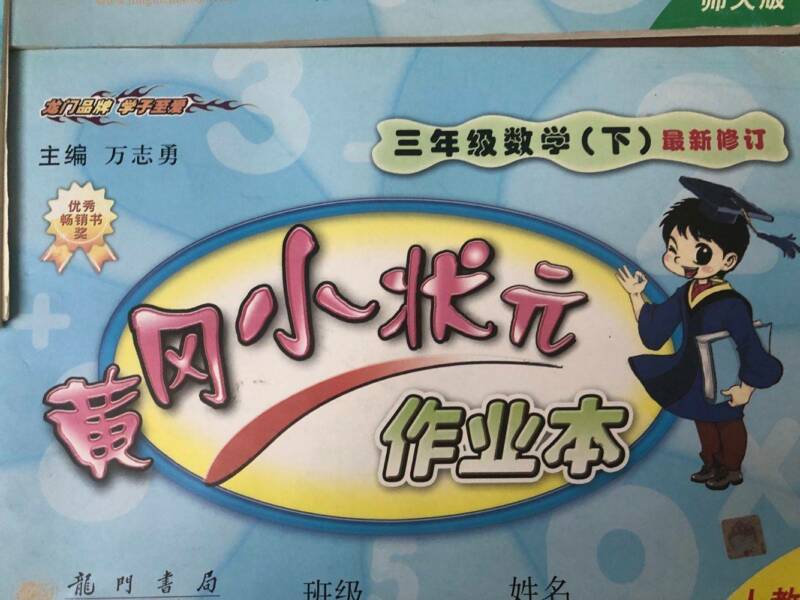 师大版
龙门品牌 学子至爱
主编 万志勇
三年级数学(下)最新修订
优秀
畅销书
奖
黄冈小状元
作业本
龍門書局
班级
姓名
人教